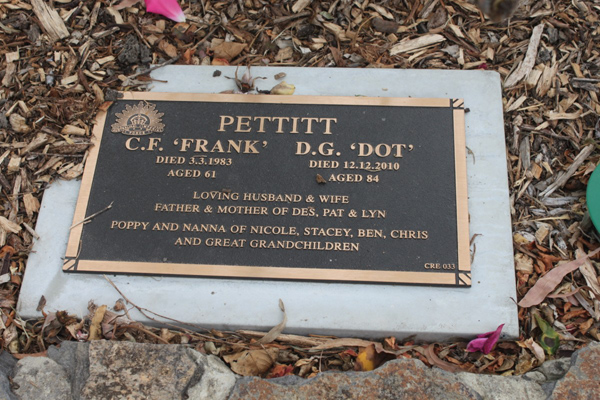 PETTITT
C.F. 'FRANK' D.G. 'DOT'
DIED 3.3.1983 DIED 12.12.2010
AGED 61 AGED 84
LOVING HUSBAND & WIFE
FATHER & MOTHER OF DES, PAT & LYN
POPPY AND NANNA OF NICOLE, STACEY, BEN, CHRIS
AND GREAT GRANDCHILDREN
CRE 033